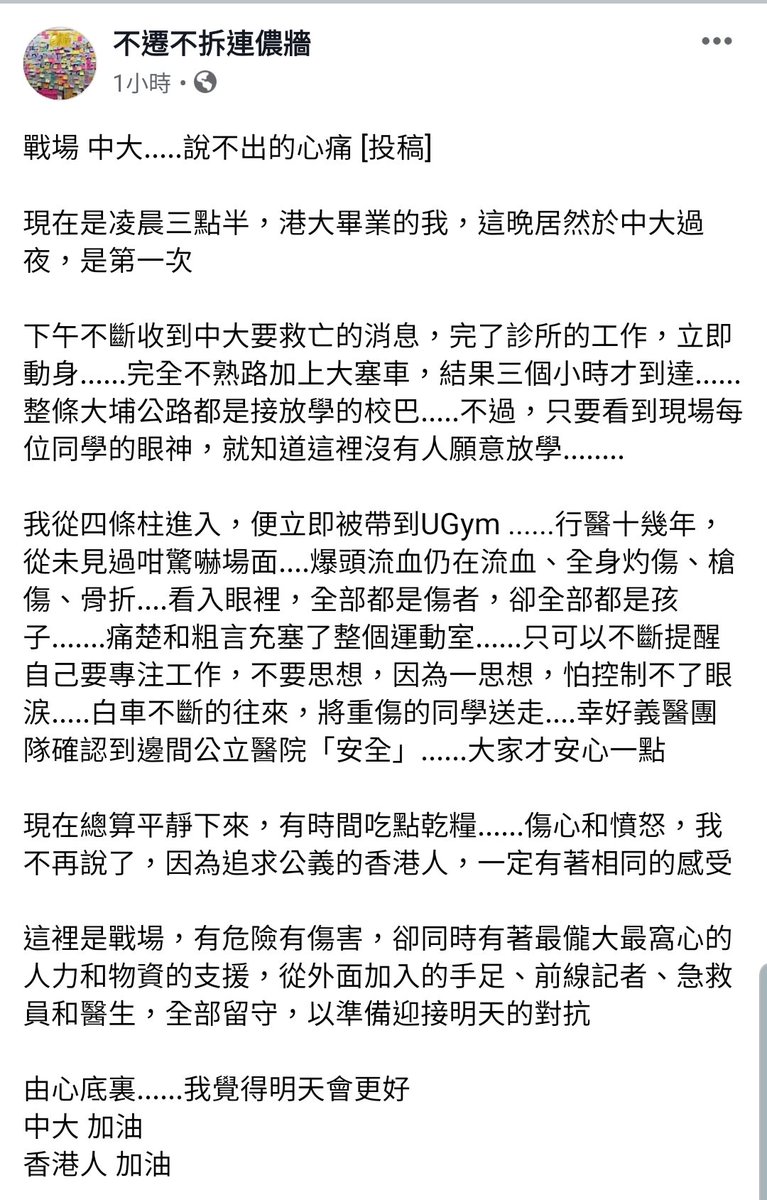 不遷不拆連儂牆
1小時·
戰場 中大.....說不出的心痛 [投稿]
現在是凌晨三點半，港大畢業的我，這晚居然於中大過
夜，是第一次
下午不斷收到中大要救亡的消息，完了診所的工作，立即
動身......完全不熟路加上大塞車，結果三個小時才到達......
整條大埔公路都是接放學的校巴.....不過，只要看到現場每
位同學的眼神，就知道這裡沒有人願意放學........
我從四條柱進入，便立即被帶到UGym ......行醫十幾年，
從未見過咁驚嚇場面....爆頭流血仍在流血、全身灼傷、槍
傷、骨折....看入眼裡，全部都是傷者，卻全部都是孩
子.......痛楚和粗言充塞了整個運動室......只可以不斷提醒
自己要專注工作，不要思想，因為一思想，怕控制不了眼
淚.....白車不斷的往來，將重傷的同學送走....幸好義醫團
隊確認到邊間公立醫院「安全」......大家才安心一點
現在總算平靜下來，有時間吃點乾糧......傷心和憤怒，我
不再說了，因為追求公義的香港人，一定有著相同的感受
這裡是戰場，有危險有傷害，卻同時有著最龐大最窩心的
人力和物資的支援，從外面加入的手足、前線記者、急救
員和醫生，全部留守，以準備迎接明天的對抗
由心底裏......我覺得明天會更好
中大 加油
香港人 加油